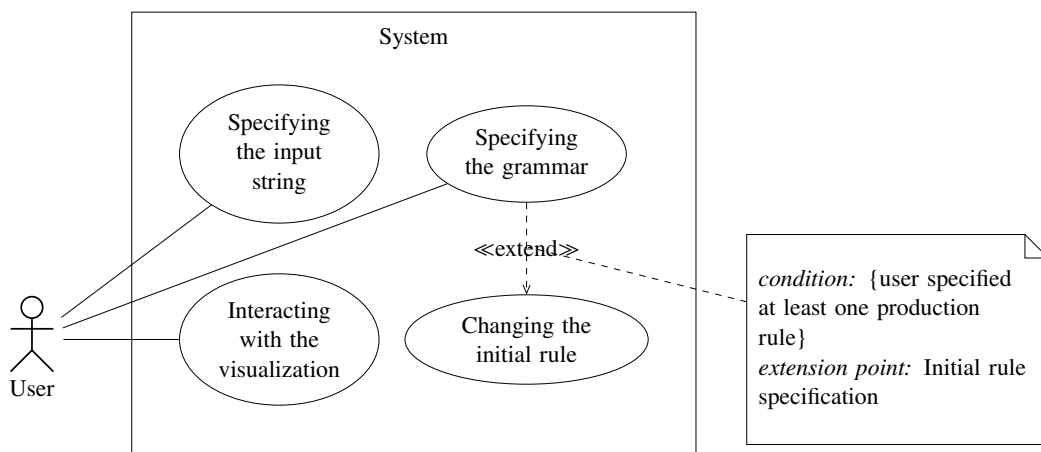 System
Specifying
the input
string
Specifying
the grammar
≪extend≫
Interacting
with the
visualization
Changing the
initial rule
User
condition: {user specified
at least one production
rule}
extension point: Initial rule
specification